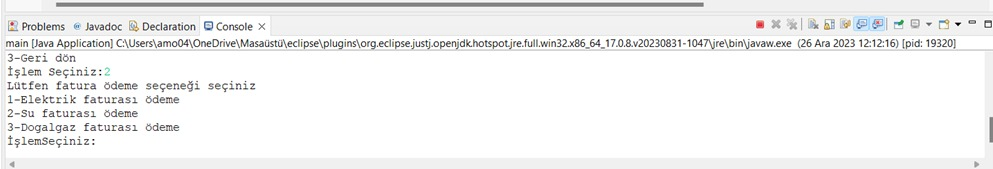 Problems @ Javadoc Declaration Console ×
main [Java Application] C:\Users\amo04\OneDrive\Masaüstü\eclipse\plugins\org.eclipse.justj.openjdk.hotspot.jre.full.win32.x86_64_17.0.8.v20230831-1047\jre\bin\javaw.exe (26 Ara 2023 12:12:16) [pid: 19320]
3-Geri dön
İşlem Seçiniz:2
Lütfen fatura ödeme seçeneği seçiniz
1-Elektrik faturası ödeme
2-Su faturası ödeme
3-Dogalgaz faturası ödeme
İşlemSeçiniz: